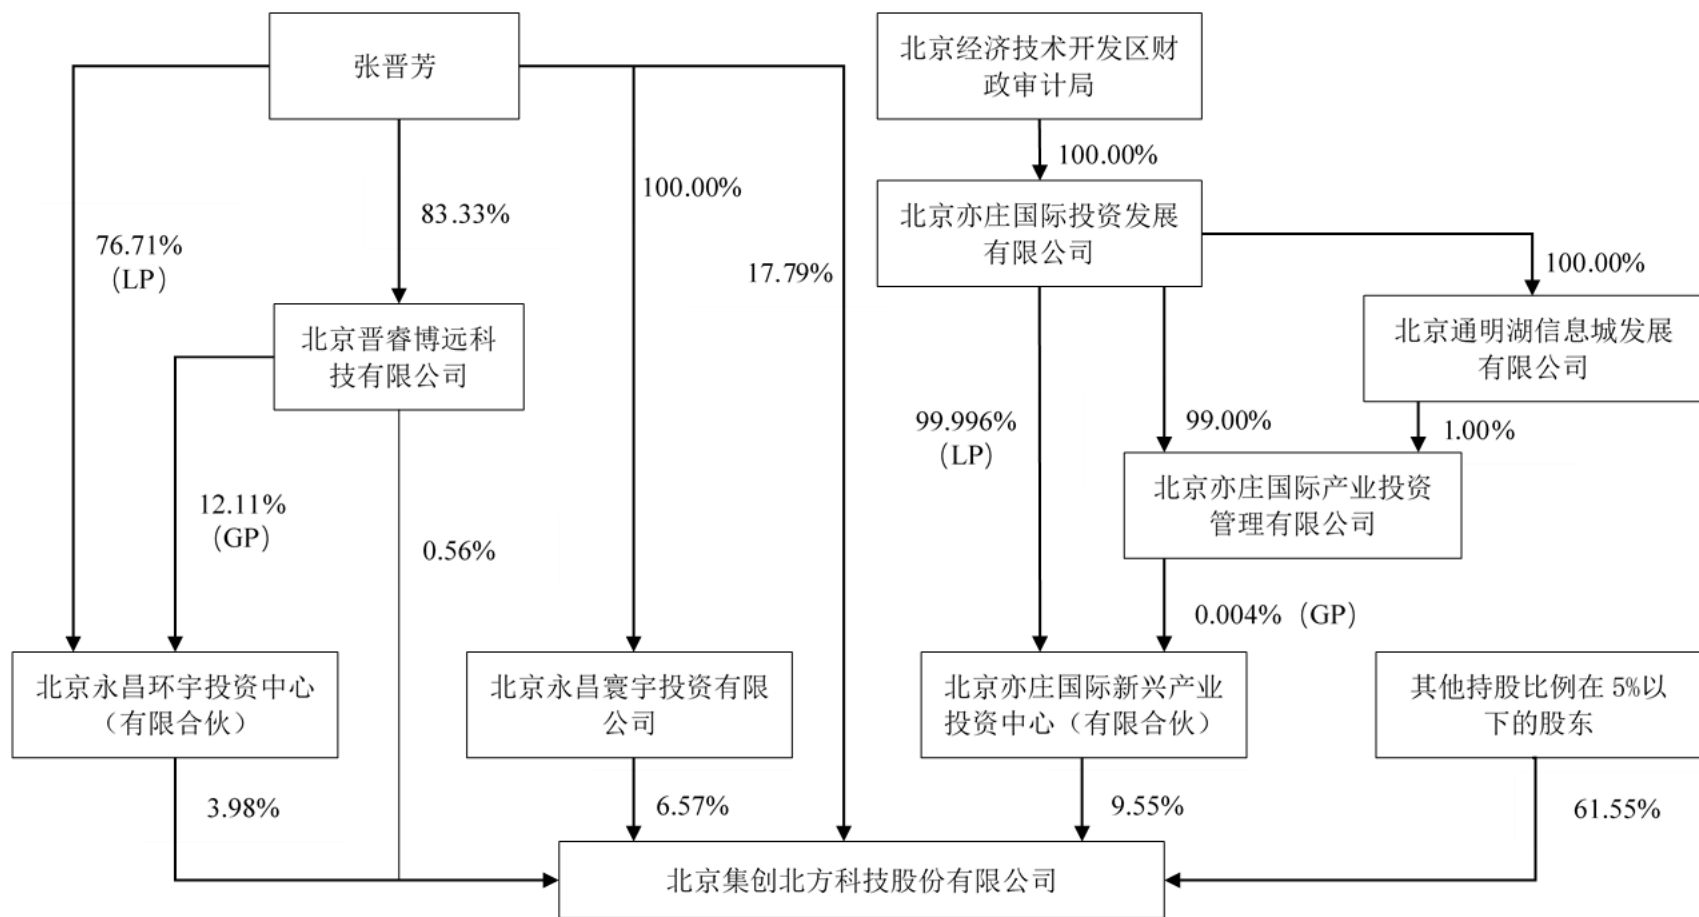 张晋芳
北京经济技术开发区财
政审计局
100.00%
北京亦庄国际投资发展
有限公司
100.00%
83.33%
76.71%
（LP）
17.79%
100.00%
北京晋睿博远科
技有限公司
北京通明湖信息城发展
有限公司
99.996%
（LP）
99.00%
1.00%
北京亦庄国际产业投资
管理有限公司
12.11%
（GP）
0.56%
0.004%（GP）
北京永昌环宇投资中心
（有限合伙）
北京永昌寰宇投资有限
公司
北京亦庄国际新兴产业
投资中心（有限合伙）
其他持股比例在 5%以
下的股东
3.98%
6.57%
9.55%
61.55%
北京集创北方科技股份有限公司